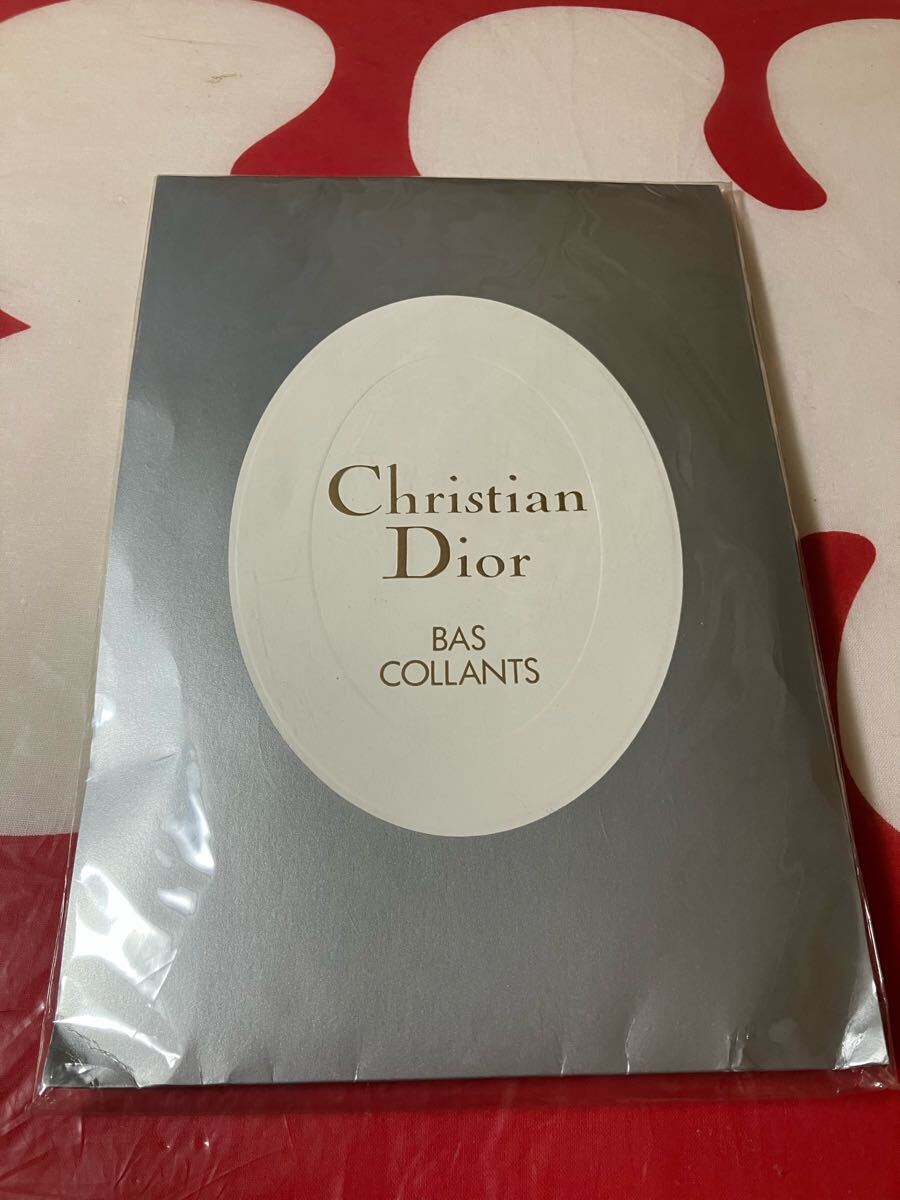 Christian
Dior
BAS
COLLANTS